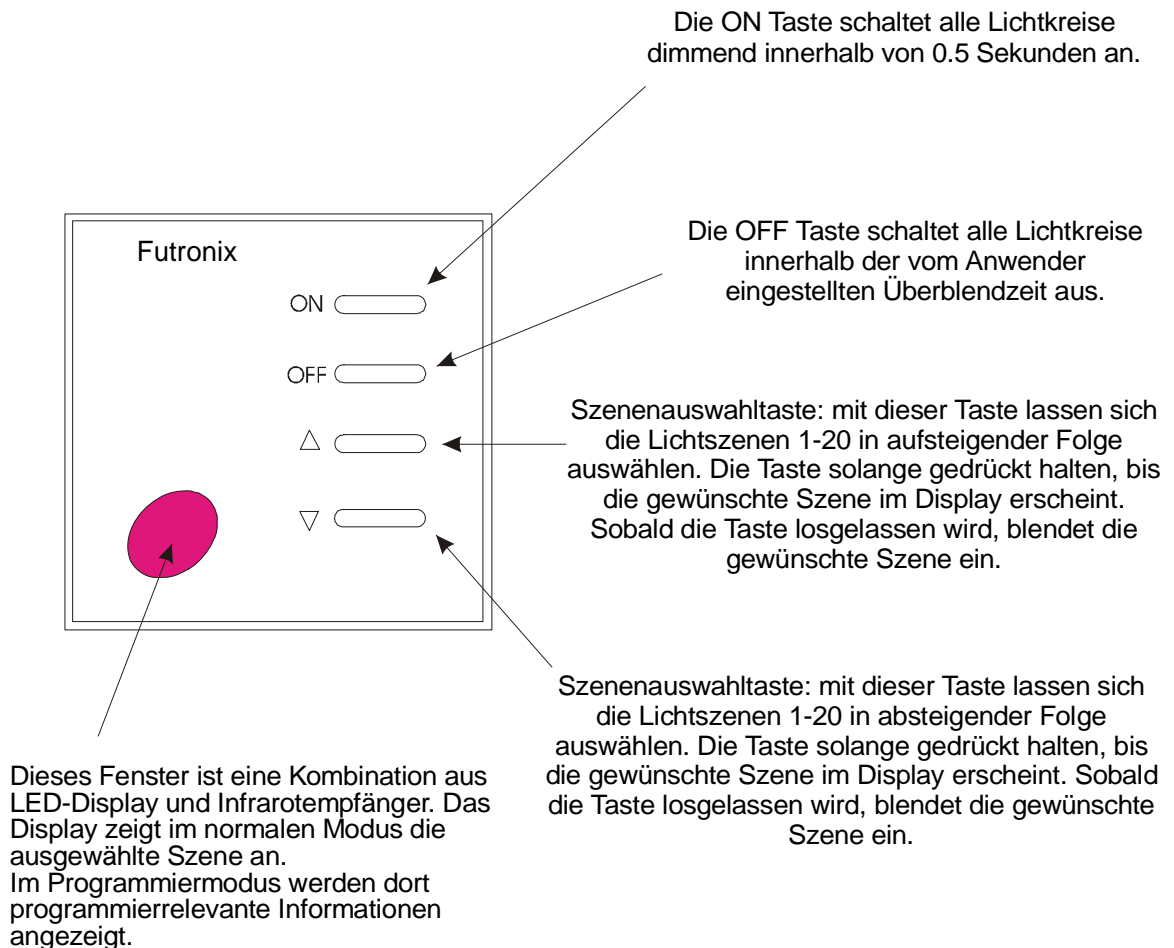 Die ON Taste schaltet alle Lichtkreise
dimmend innerhalb von 0.5 Sekunden an.
Futronix
ON
OFF
△
▽
Die OFF Taste schaltet alle Lichtkreise
innerhalb der vom Anwender
eingestellten Überblendzeit aus.
Szenenauswahltaste: mit dieser Taste lassen sich
die Lichtszenen 1-20 in aufsteigender Folge
auswählen. Die Taste solange gedrückt halten, bis
die gewünschte Szene im Display erscheint.
Sobald die Taste losgelassen wird, blendet die
gewünschte Szene ein.
Szenenauswahltaste: mit dieser Taste lassen sich
die Lichtszenen 1-20 in absteigender Folge
auswählen. Die Taste solange gedrückt halten, bis
die gewünschte Szene im Display erscheint. Sobald
die Taste losgelassen wird, blendet die gewünschte
Szene ein.
Dieses Fenster ist eine Kombination aus
LED-Display und Infrarotempfänger. Das
Display zeigt im normalen Modus die
ausgewählte Szene an.
Im Programmiermodus werden dort
programmierrelevante Informationen
angezeigt.